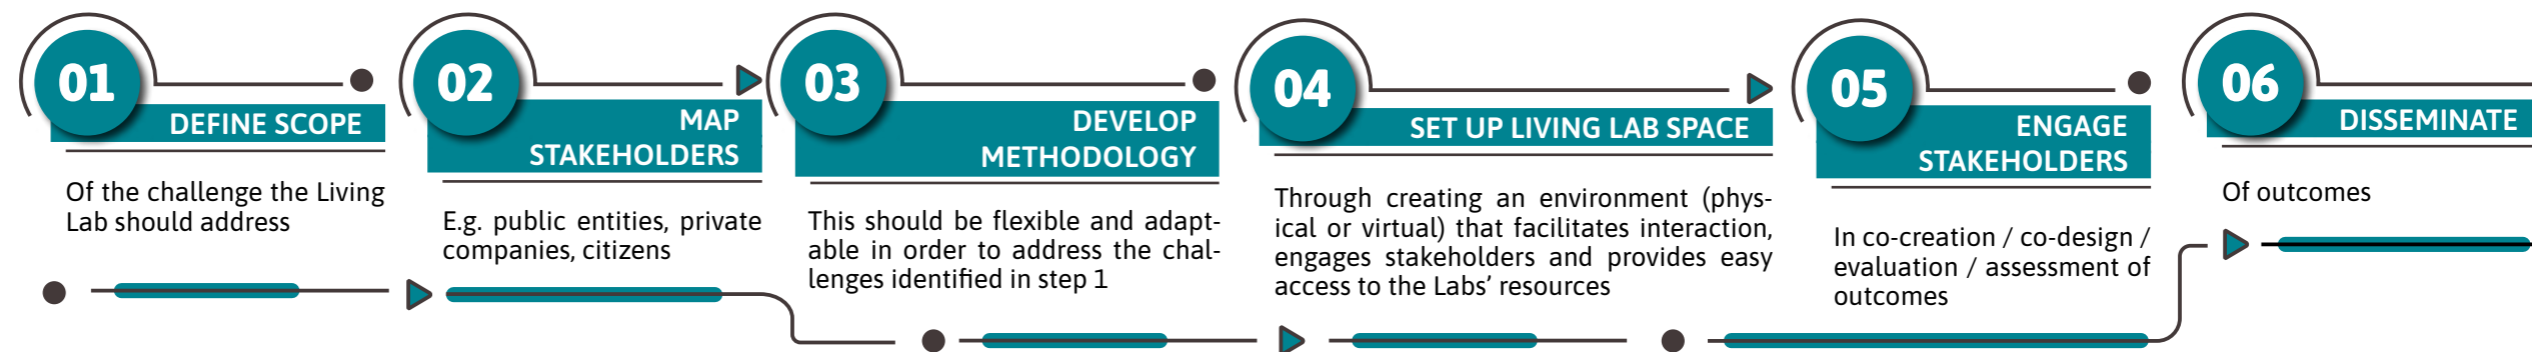 01
DEFINE SCOPE
Of the challenge the Living
Lab should address
02
MAP
STAKEHOLDERS
E.g. public entities, private
companies, citizens
03
DEVELOP
METHODOLOGY
This should be flexible and adapt-
able in order to address the chal-
lenges identified in step 1
04
SET UP LIVING LAB SPACE
Through creating an environment (phys-
ical or virtual) that facilitates interaction,
engages stakeholders and provides easy
access to the Labs’ resources
05
ENGAGE
STAKEHOLDERS
In co-creation / co-design /
evaluation / assessment of
outcomes
06
DISSEMINATE
Of outcomes